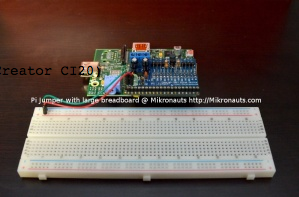 Creator CI20)
Pi Jumper with large breadboard @ Mikronauts (http://Mikronauts.com)